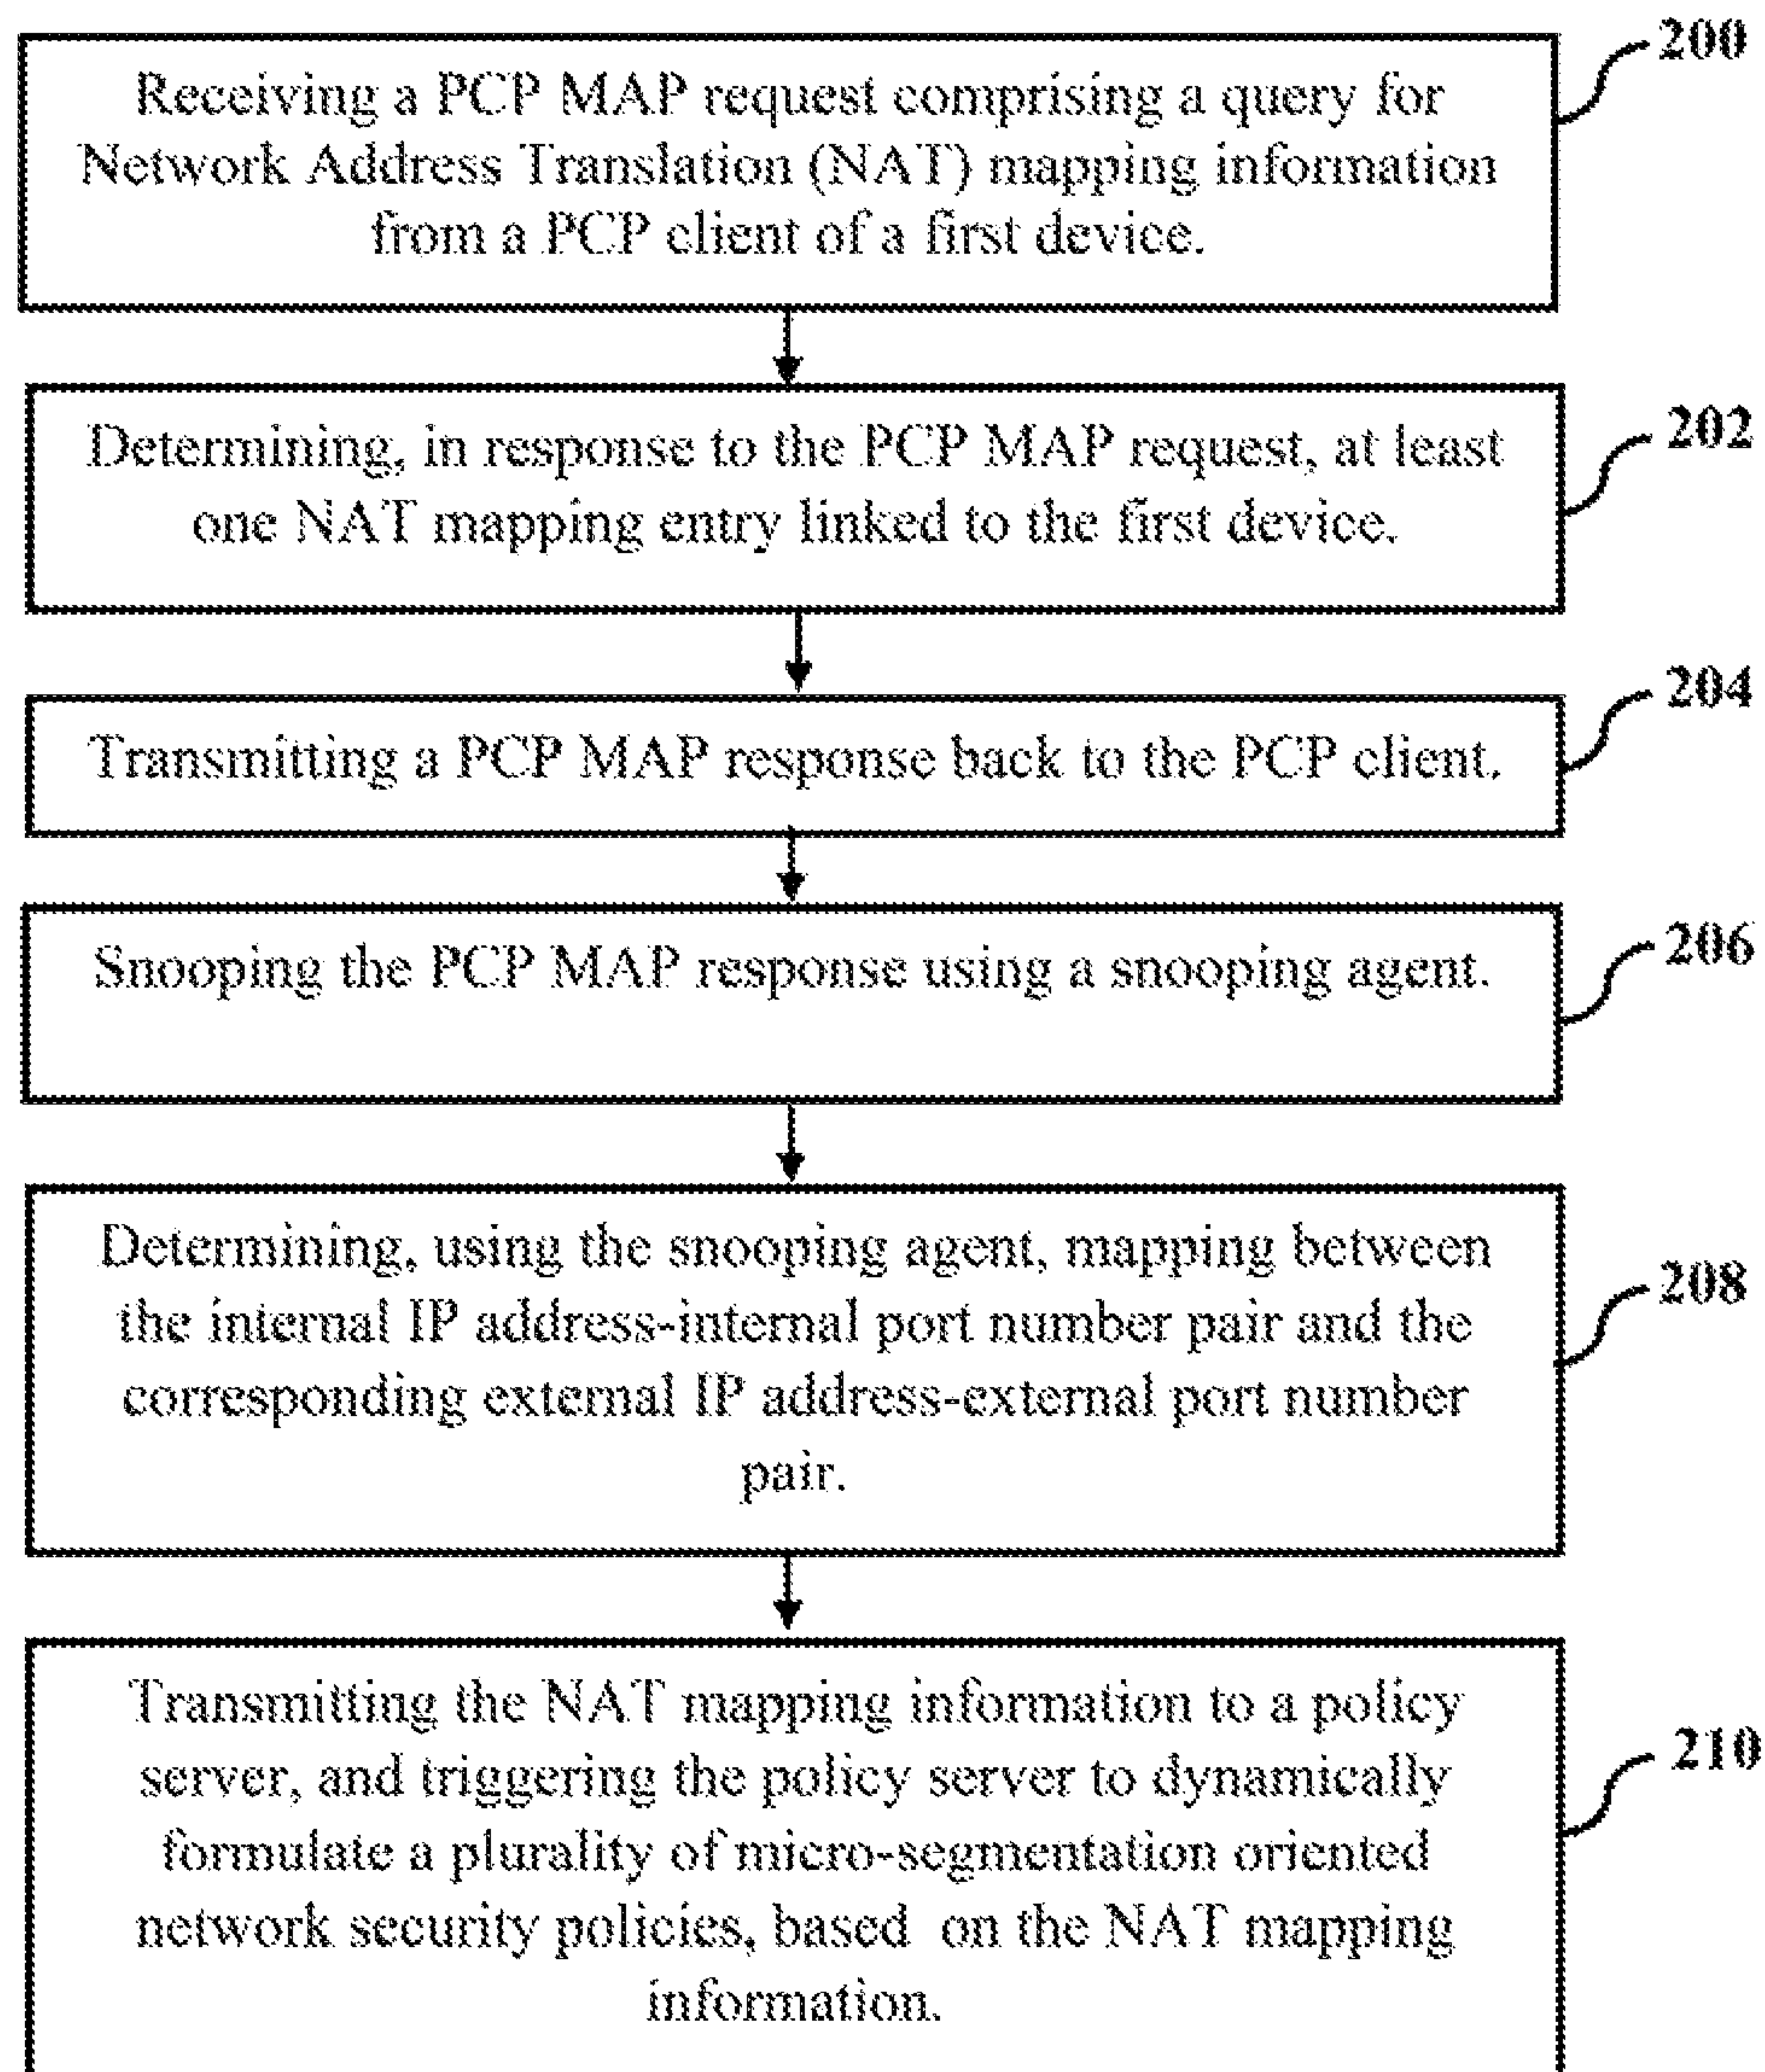 200
Receiving a PCP MAP request comprising a query for
Network Address Translation (NAT) mapping information
from a PCP client of a first device.
202
Determining, in response to the PCP MAP request, at least
one NAT mapping entry linked to the first device.
204
Transmitting a PCP MAP response back to the PCP client.
206
Snooping the PCP MAP response using a snooping agent.
208
Determining, using the snooping agent, mapping between
the internal IP address-internal port number pair and the
corresponding external IP address-external port number
pair.
210
Transmitting the NAT mapping information to a policy
server, and triggering the policy server to dynamically
formulate a plurality of micro-segmentation oriented
network security policies, based on the NAT mapping
information.